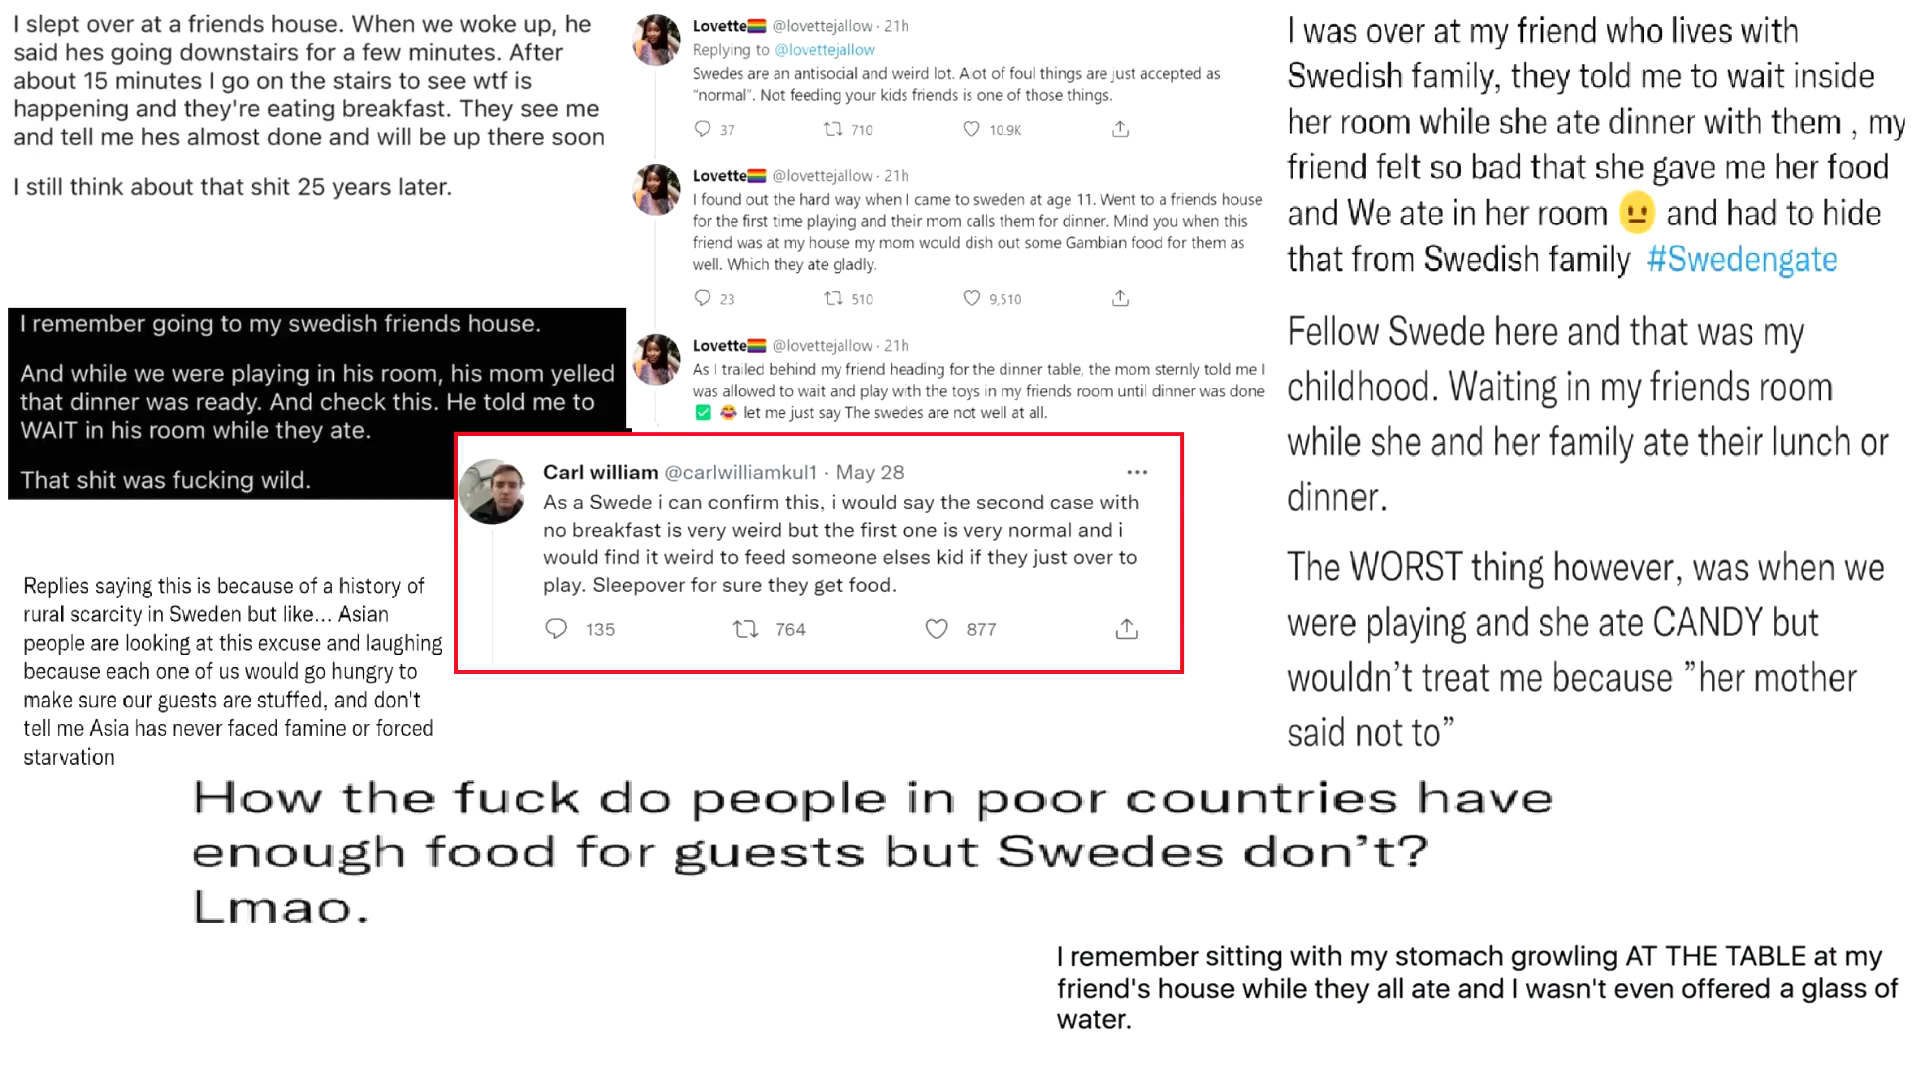 I slept over at a friends house. When we woke up, he
said hes going downstairs for a few minutes. After
about 15 minutes I go on the stairs to see wtf is
happening and they're eating breakfast. They see me
and tell me hes almost done and will be up there soon
I still think about that shit 25 years later.
Lovette🏳️‍🌈 @lovettejallow · 21h
Replying to @lovettejallow
Swedes are an antisocial and weird lot. Alot of foul things are just accepted as
“normal”. Not feeding your kids friends is one of those things.
37 710 10.9K
Lovette🏳️‍🌈 @lovettejallow · 21h
I found out the hard way when I came to sweden at age 11. Went to a friends house
for the first time playing and their mom calls them for dinner. Mind you when this
friend was at my house my mom would dish out some Gambian food for them as
well. Which they ate gladly.
23 510 9,510
Lovette🏳️‍🌈 @lovettejallow · 21h
As I trailed behind my friend heading for the dinner table, the mom sternly told me I
was allowed to wait and play with the toys in my friends room until dinner was done
✅ 😂 let me just say The swedes are not well at all.
I was over at my friend who lives with
Swedish family, they told me to wait inside
her room while she ate dinner with them , my
friend felt so bad that she gave me her food
and We ate in her room 😐 and had to hide
that from Swedish family #Swedengate
I remember going to my swedish friends house.
And while we were playing in his room, his mom yelled
that dinner was ready. And check this. He told me to
WAIT in his room while they ate.
That shit was fucking wild.
Carl william @carlwilliamkul1 · May 28 ...
As a Swede i can confirm this, i would say the second case with
no breakfast is very weird but the first one is very normal and i
would find it weird to feed someone elses kid if they just over to
play. Sleepover for sure they get food.
135 764 877
Fellow Swede here and that was my
childhood. Waiting in my friends room
while she and her family ate their lunch or
dinner.
The WORST thing however, was when we
were playing and she ate CANDY but
wouldn’t treat me because ”her mother
said not to”
Replies saying this is because of a history of
rural scarcity in Sweden but like... Asian
people are looking at this excuse and laughing
because each one of us would go hungry to
make sure our guests are stuffed, and don't
tell me Asia has never faced famine or forced
starvation
How the fuck do people in poor countries have
enough food for guests but Swedes don’t?
Lmao.
I remember sitting with my stomach growling AT THE TABLE at my
friend's house while they all ate and I wasn't even offered a glass of
water.